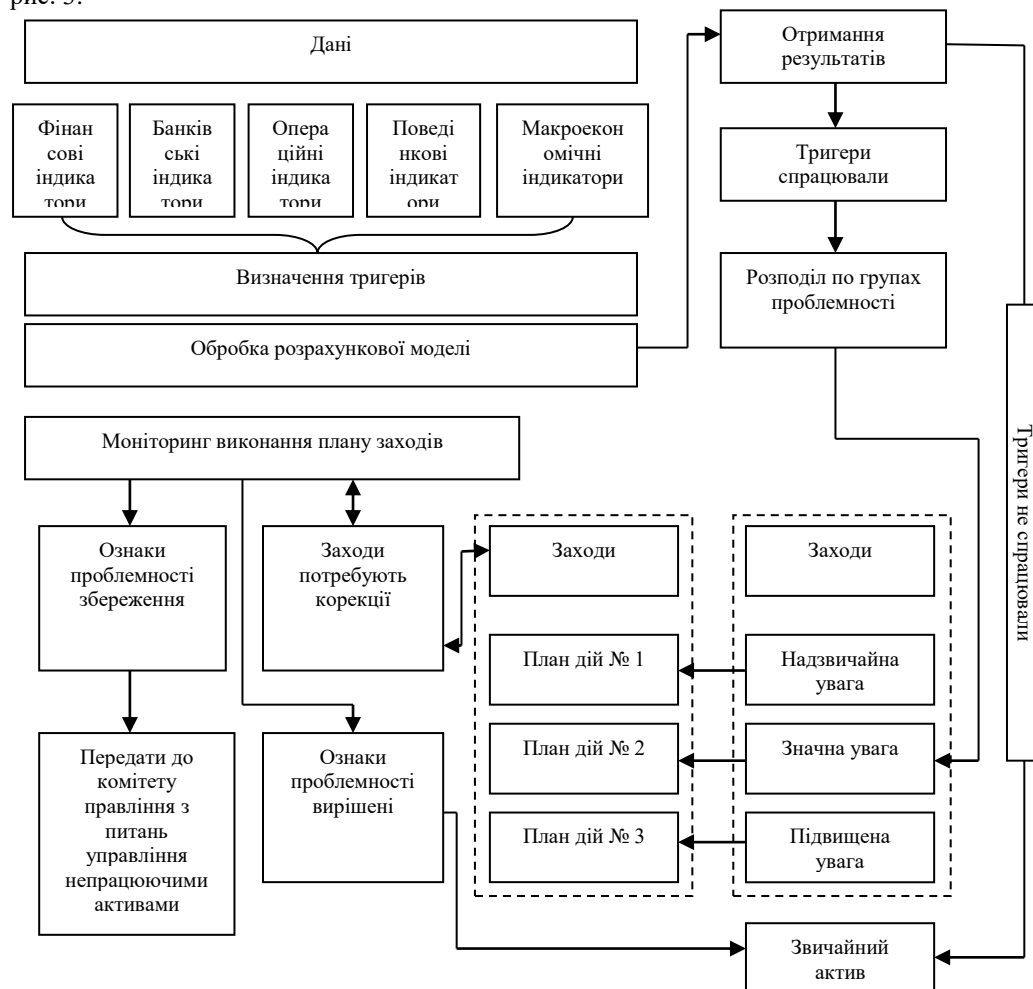 рис. 3.
Дані
Фінан
сові
індика
тори
Банків
ські
індика
тори
Опера
ційні
індика
тори
Поведі
нкові
індикат
ори
Макроекон
омічні
індикатори
Визначення тригерів
Обробка розрахункової моделі
Отримання
результатів
Тригери
спрацювали
Розподіл по групах
проблемності
Тригери не спрацювали
Моніторинг виконання плану заходів
Ознаки
проблемності
збереження
Заходи
потребують
корекції
Заходи
Заходи
План дій № 1
Надзвичайна
увага
Передати до
комітету
правління з
питань
управління
непрацюючими
активами
Ознаки
проблемності
вирішені
План дій № 2
Значна увага
План дій № 3
Підвищена
увага
Звичайний
актив